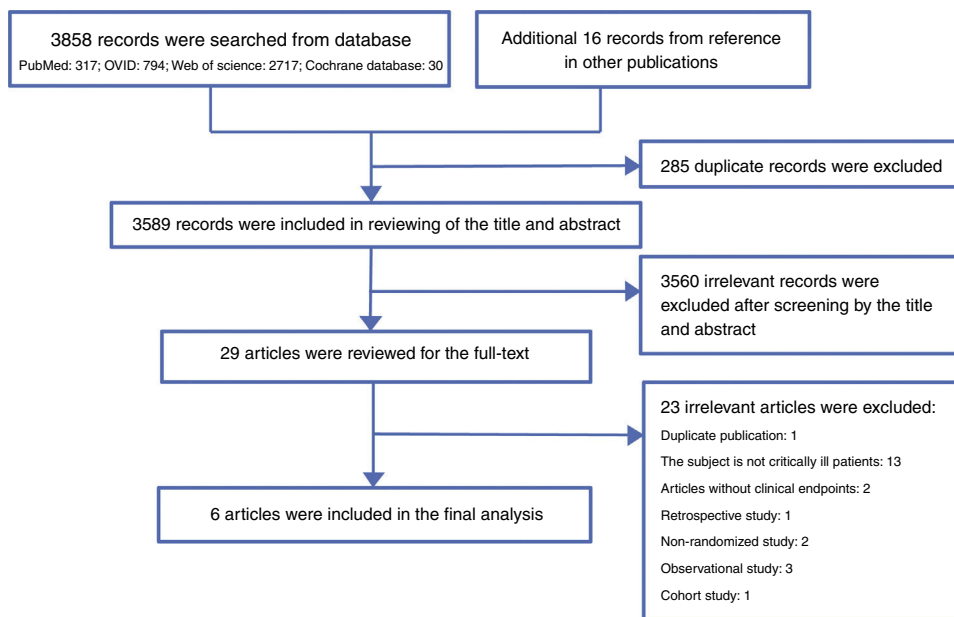 3858 records were searched from database
PubMed: 317; OVID: 794; Web of science: 2717; Cochrane database: 30
Additional 16 records from reference
in other publications
285 duplicate records were excluded
3589 records were included in reviewing of the title and abstract
3560 irrelevant records were
excluded after screening by the title
and abstract
29 articles were reviewed for the full-text
23 irrelevant articles were excluded:
Duplicate publication: 1
The subject is not critically ill patients: 13
Articles without clinical endpoints: 2
Retrospective study: 1
Non-randomized study: 2
Observational study: 3
Cohort study: 1
6 articles were included in the final analysis